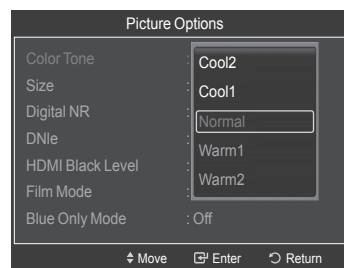 Picture Options
Color Tone :
Cool2
Size :
Cool1
Digital NR :
Normal
DNIe :
Warm1
HDMI Black Level :
Warm2
Film Mode :
Blue Only Mode : Off
Move Enter Return